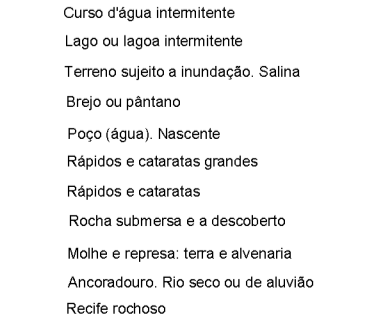 Curso d'água intermitente
Lago ou lagoa intermitente
Terreno sujeito a inundação. Salina
Brejo ou pântano
Poço (água). Nascente
Rápidos e cataratas grandes
Rápidos e cataratas
Rocha submersa e a descoberto
Molhe e represa: terra e alvenaria
Ancoradouro. Rio seco ou de aluvião
Recife rochoso